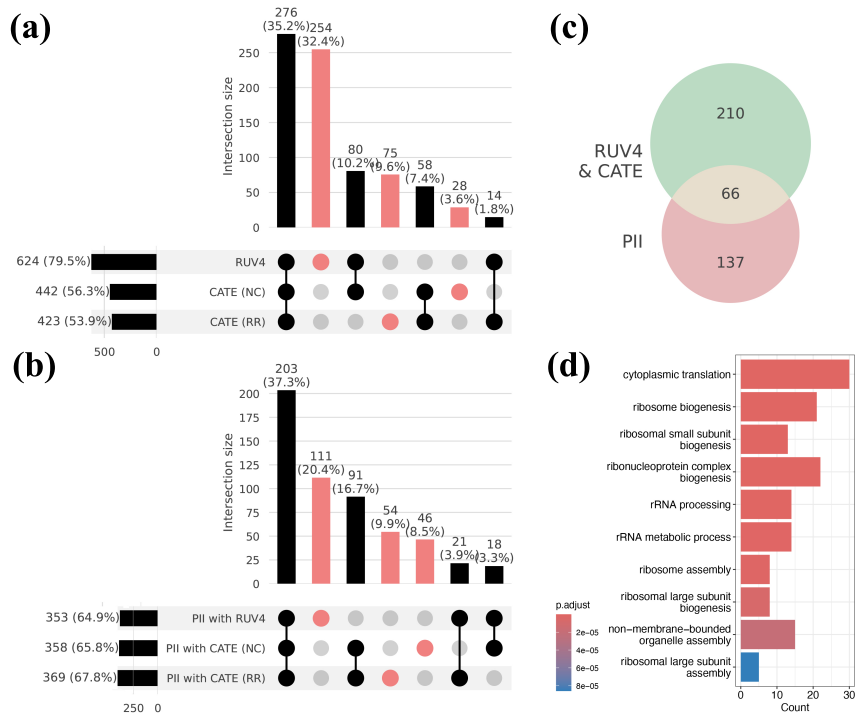 (a)
276
(35.2%)
254
(32.4%)
80
(10.2%)
75
(9.6%)
58
(7.4%)
28
(3.6%)
14
(1.8%)
Intersection size
250
200
150
100
50
0
624 (79.5%)
RUV4
442 (56.3%)
CATE (NC)
423 (53.9%)
CATE (RR)
500
0
(b)
203
(37.3%)
111
(20.4%)
91
(16.7%)
54
(9.9%)
46
(8.5%)
21
(3.9%)
18
(3.3%)
Intersection size
200
175
150
125
100
75
50
25
0
353 (64.9%)
PII with RUV4
358 (65.8%)
PII with CATE (NC)
369 (67.8%)
PII with CATE (RR)
250
0
(c)
210
RUV4
& CATE
66
PII
137
(d)
cytoplasmic translation
ribosome biogenesis
ribosomal small subunit
biogenesis
ribonucleoprotein complex
biogenesis
rRNA processing
rRNA metabolic process
ribosome assembly
ribosomal large subunit
biogenesis
non−membrane−bounded
organelle assembly
ribosomal large subunit
assembly
p.adjust
2e−05
4e−05
6e−05
8e−05
0
10
20
30
Count